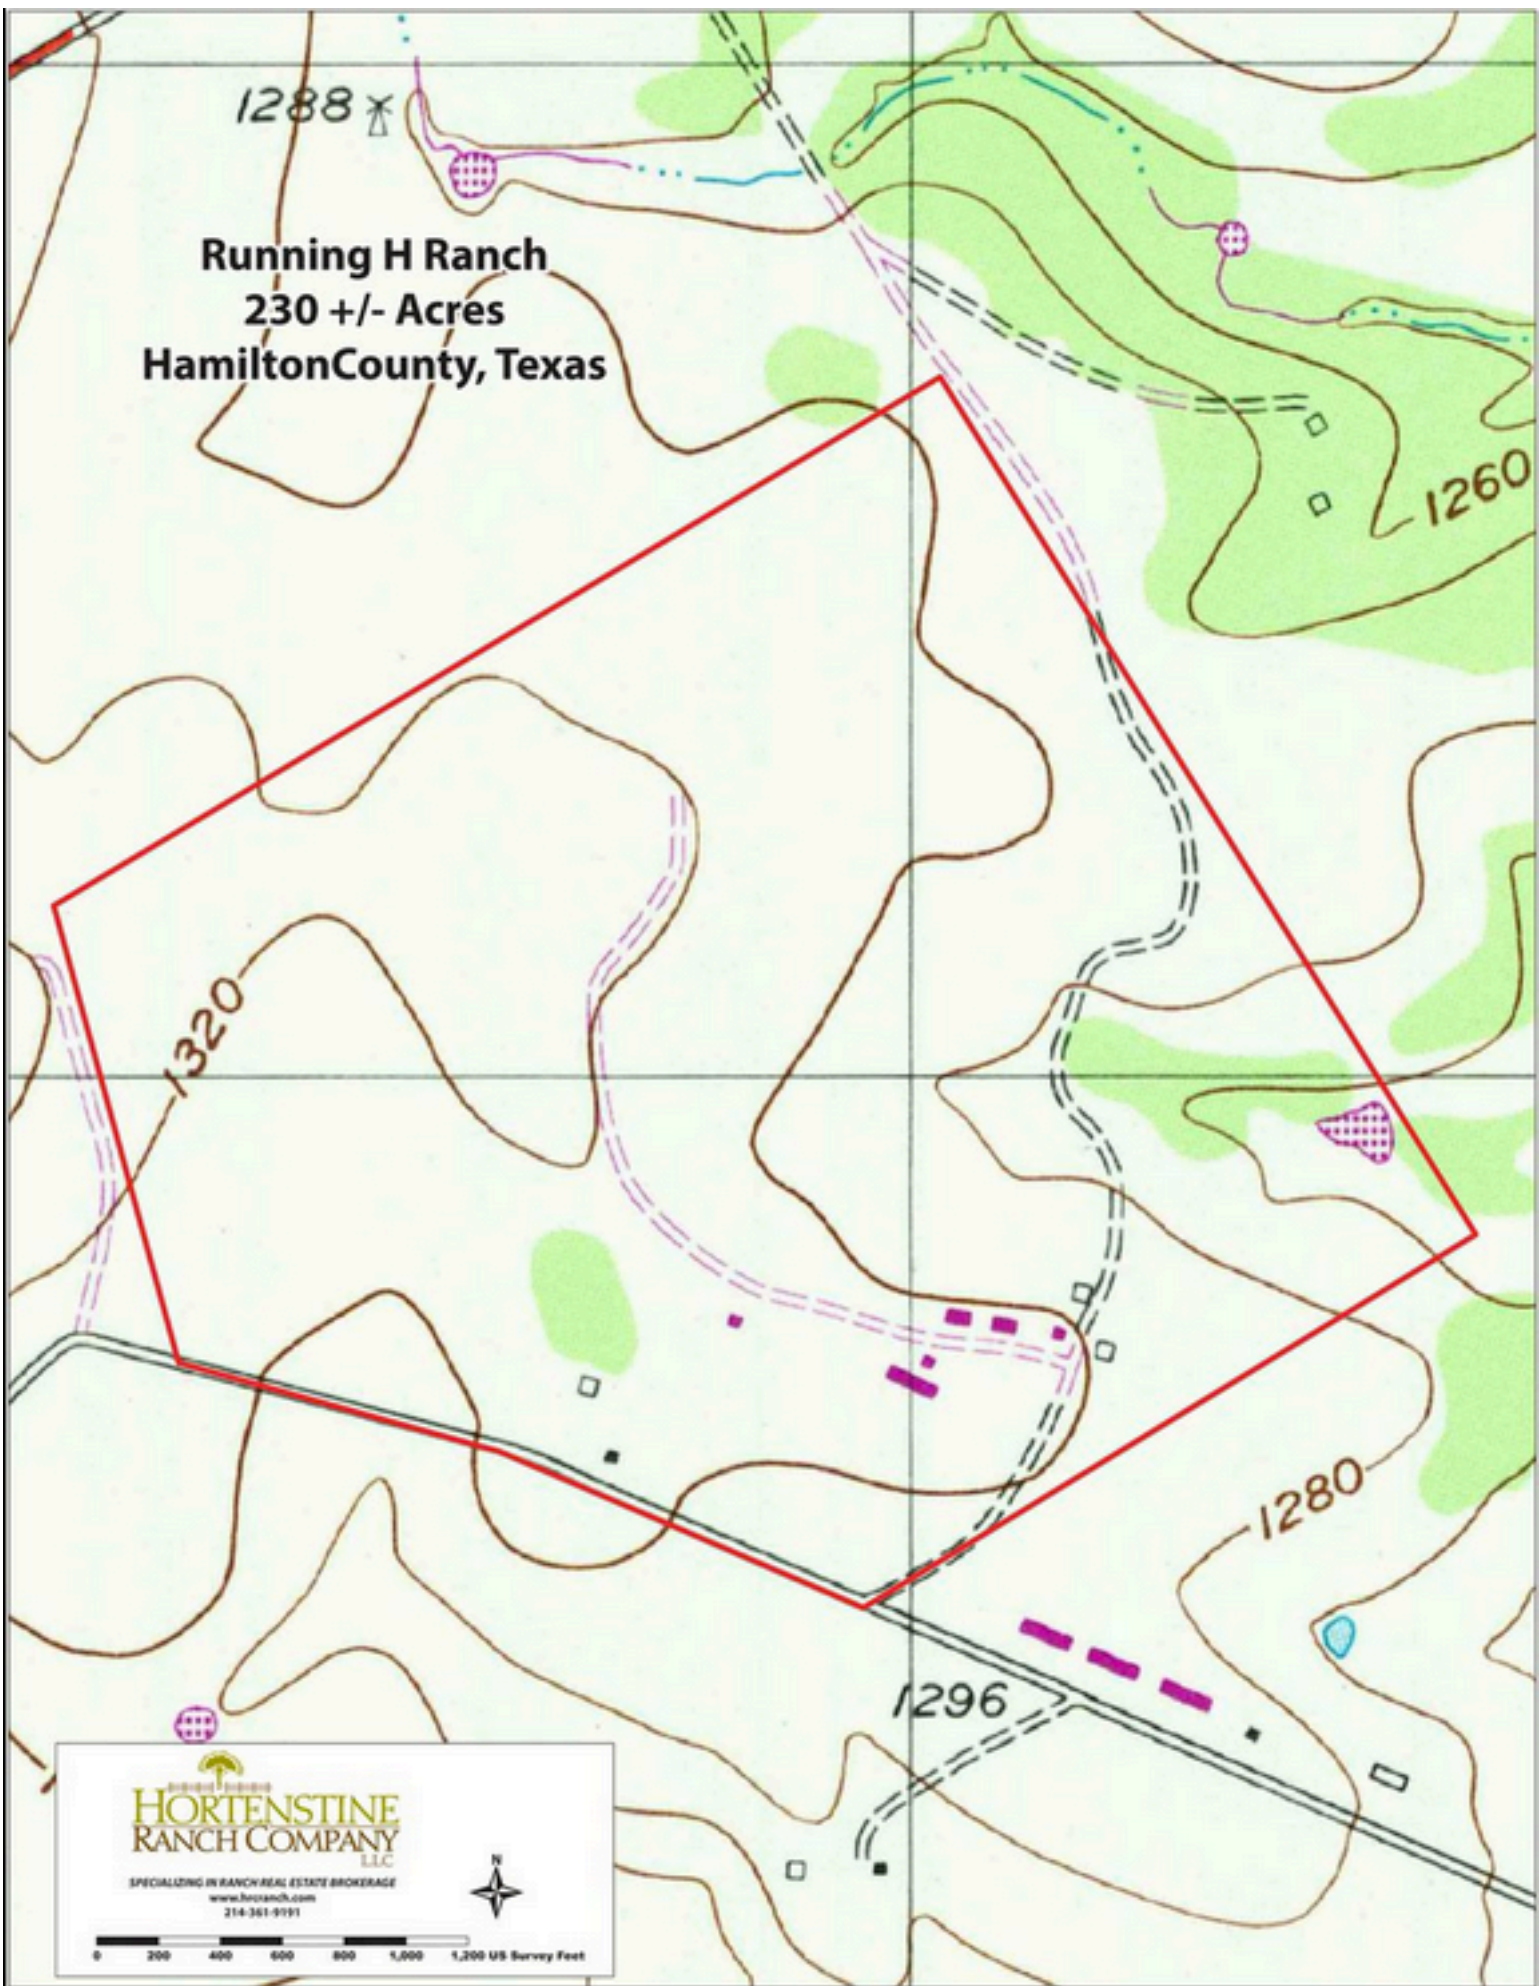 1288
Running H Ranch
230 +/- Acres
HamiltonCounty, Texas
1260
1320
1280
1296
HORTENSTINE
RANCH COMPANY
LLC
SPECIALIZING IN RANCH REAL ESTATE BROKERAGE
www.hrcranch.com
214-361-9191
N
0 200 400 600 800 1,000 1,200 US Survey Feet